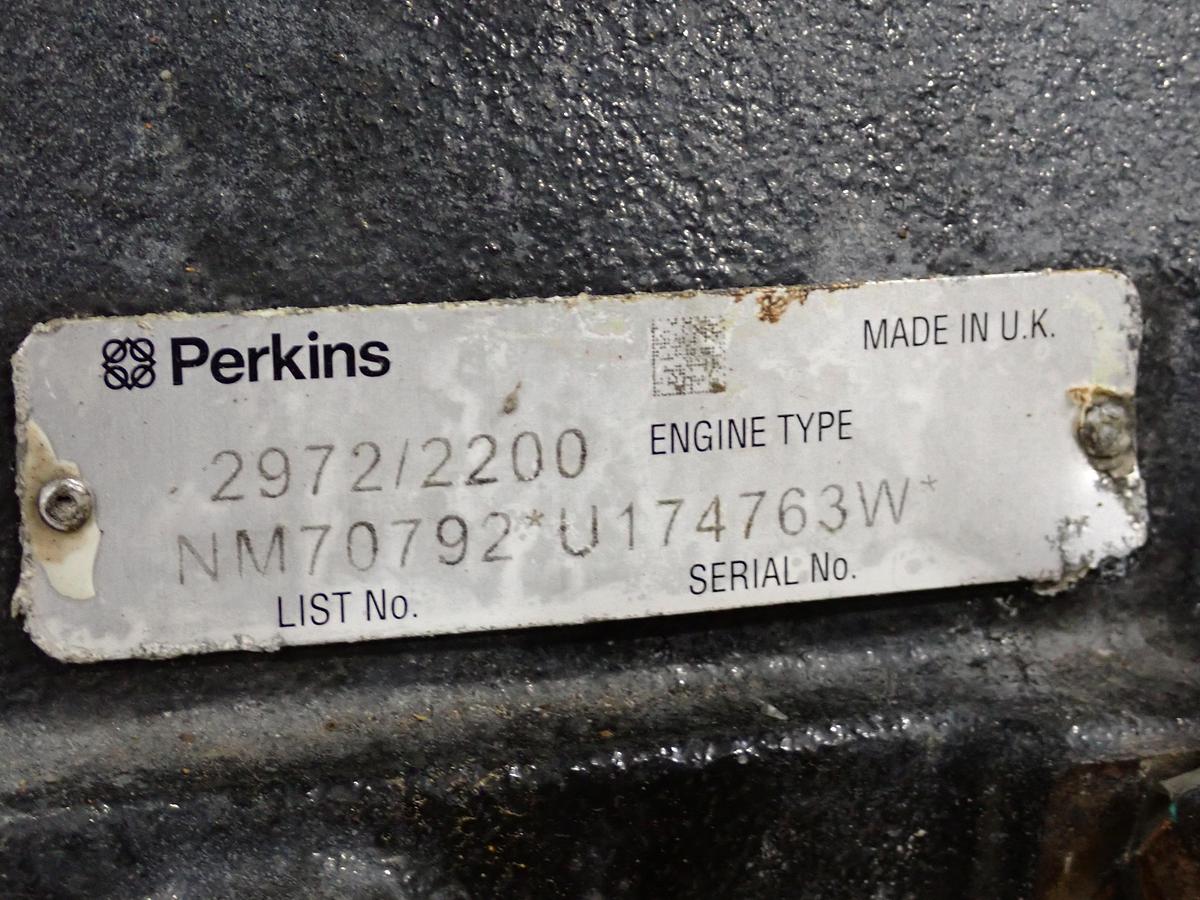 Perkins
MADE IN U.K.
2972/2200 ENGINE TYPE
NM70792*U174763W*
LIST No. SERIAL No.